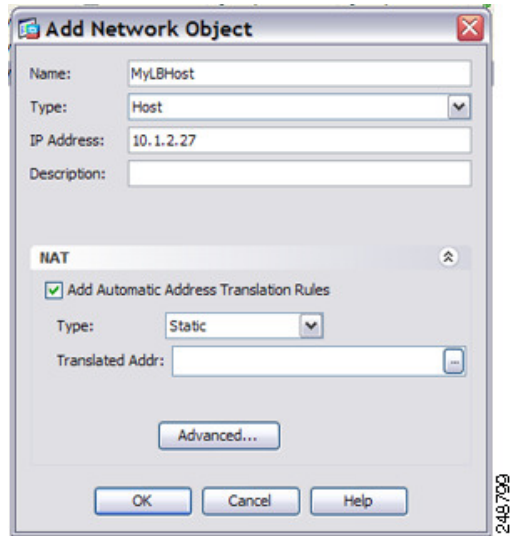 Add Network Object
Name: MyLBHost
Type: Host
IP Address: 10.1.2.27
Description:
NAT
Add Automatic Address Translation Rules
Type: Static
Translated Addr: ...
Advanced...
OK Cancel Help
248799